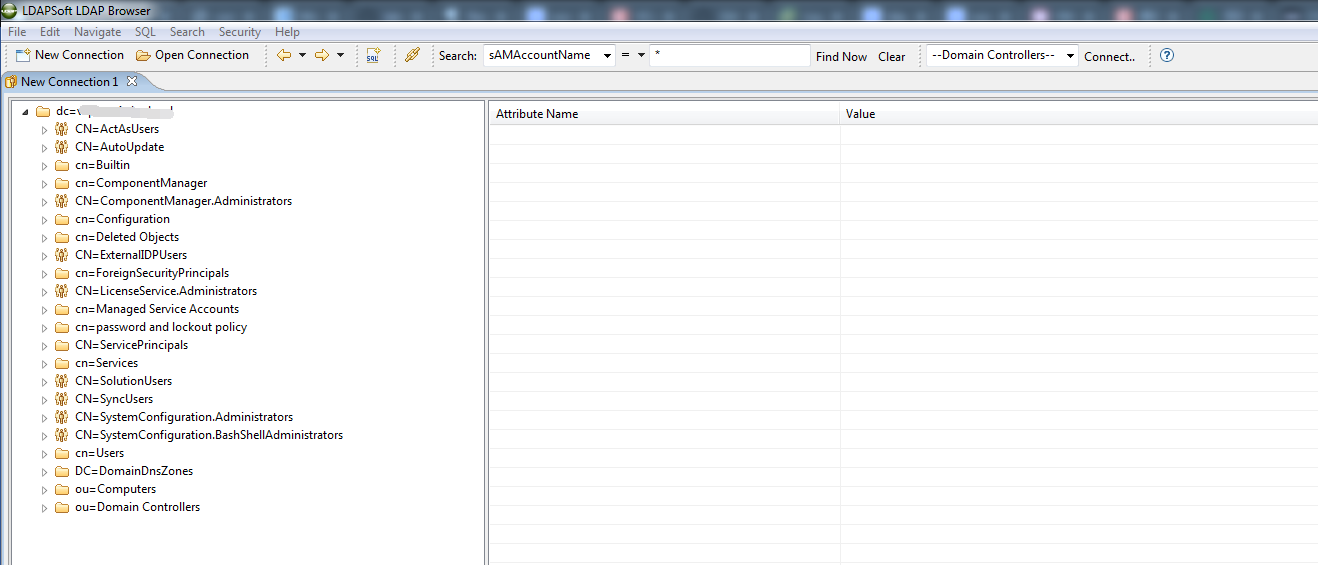 LDAPSoft LDAP Browser
File Edit Navigate SQL Search Security Help
New Connection Open Connection SQL Search: sAMAccountName = * Find Now Clear --Domain Controllers-- Connect.. ?
New Connection 1
Attribute Name Value
dc=
CN=ActAsUsers
CN=AutoUpdate
cn=Builtin
cn=ComponentManager
CN=ComponentManager.Administrators
cn=Configuration
cn=Deleted Objects
CN=ExternalIDPUsers
cn=ForeignSecurityPrincipals
CN=LicenseService.Administrators
cn=Managed Service Accounts
cn=password and lockout policy
CN=ServicePrincipals
cn=Services
CN=SolutionUsers
CN=SyncUsers
CN=SystemConfiguration.Administrators
CN=SystemConfiguration.BashShellAdministrators
cn=Users
DC=DomainDnsZones
ou=Computers
ou=Domain Controllers